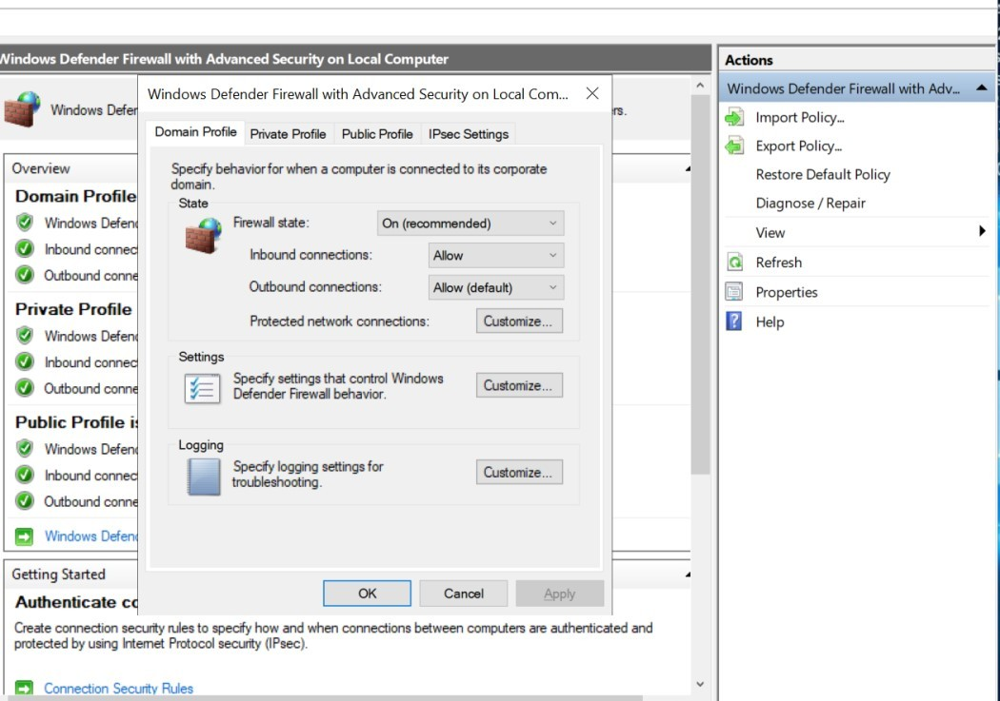 Windows Defender Firewall with Advanced Security on Local Computer
Windows Defer
rs.
Overview
Domain Profile
Windows Defend
Inbound connec
Outbound conne
Private Profile
Windows Defend
Inbound connec
Outbound conne
Public Profile is
Windows Defend
Inbound connec
Outbound conne
Windows Defend
Getting Started
Authenticate co
Create connection security rules to specify how and when connections between computers are authenticated and
protected by using Internet Protocol security (IPsec).
Connection Security Rules
Windows Defender Firewall with Advanced Security on Local Com...
Domain Profile Private Profile Public Profile IPsec Settings
Specify behavior for when a computer is connected to its corporate
domain.
State
Firewall state: On (recommended)
Inbound connections: Allow
Outbound connections: Allow (default)
Protected network connections: Customize...
Settings
Specify settings that control Windows
Defender Firewall behavior.
Customize...
Logging
Specify logging settings for
troubleshooting.
Customize...
OK Cancel Apply
Actions
Windows Defender Firewall with Adv...
Import Policy...
Export Policy...
Restore Default Policy
Diagnose / Repair
View
Refresh
Properties
Help